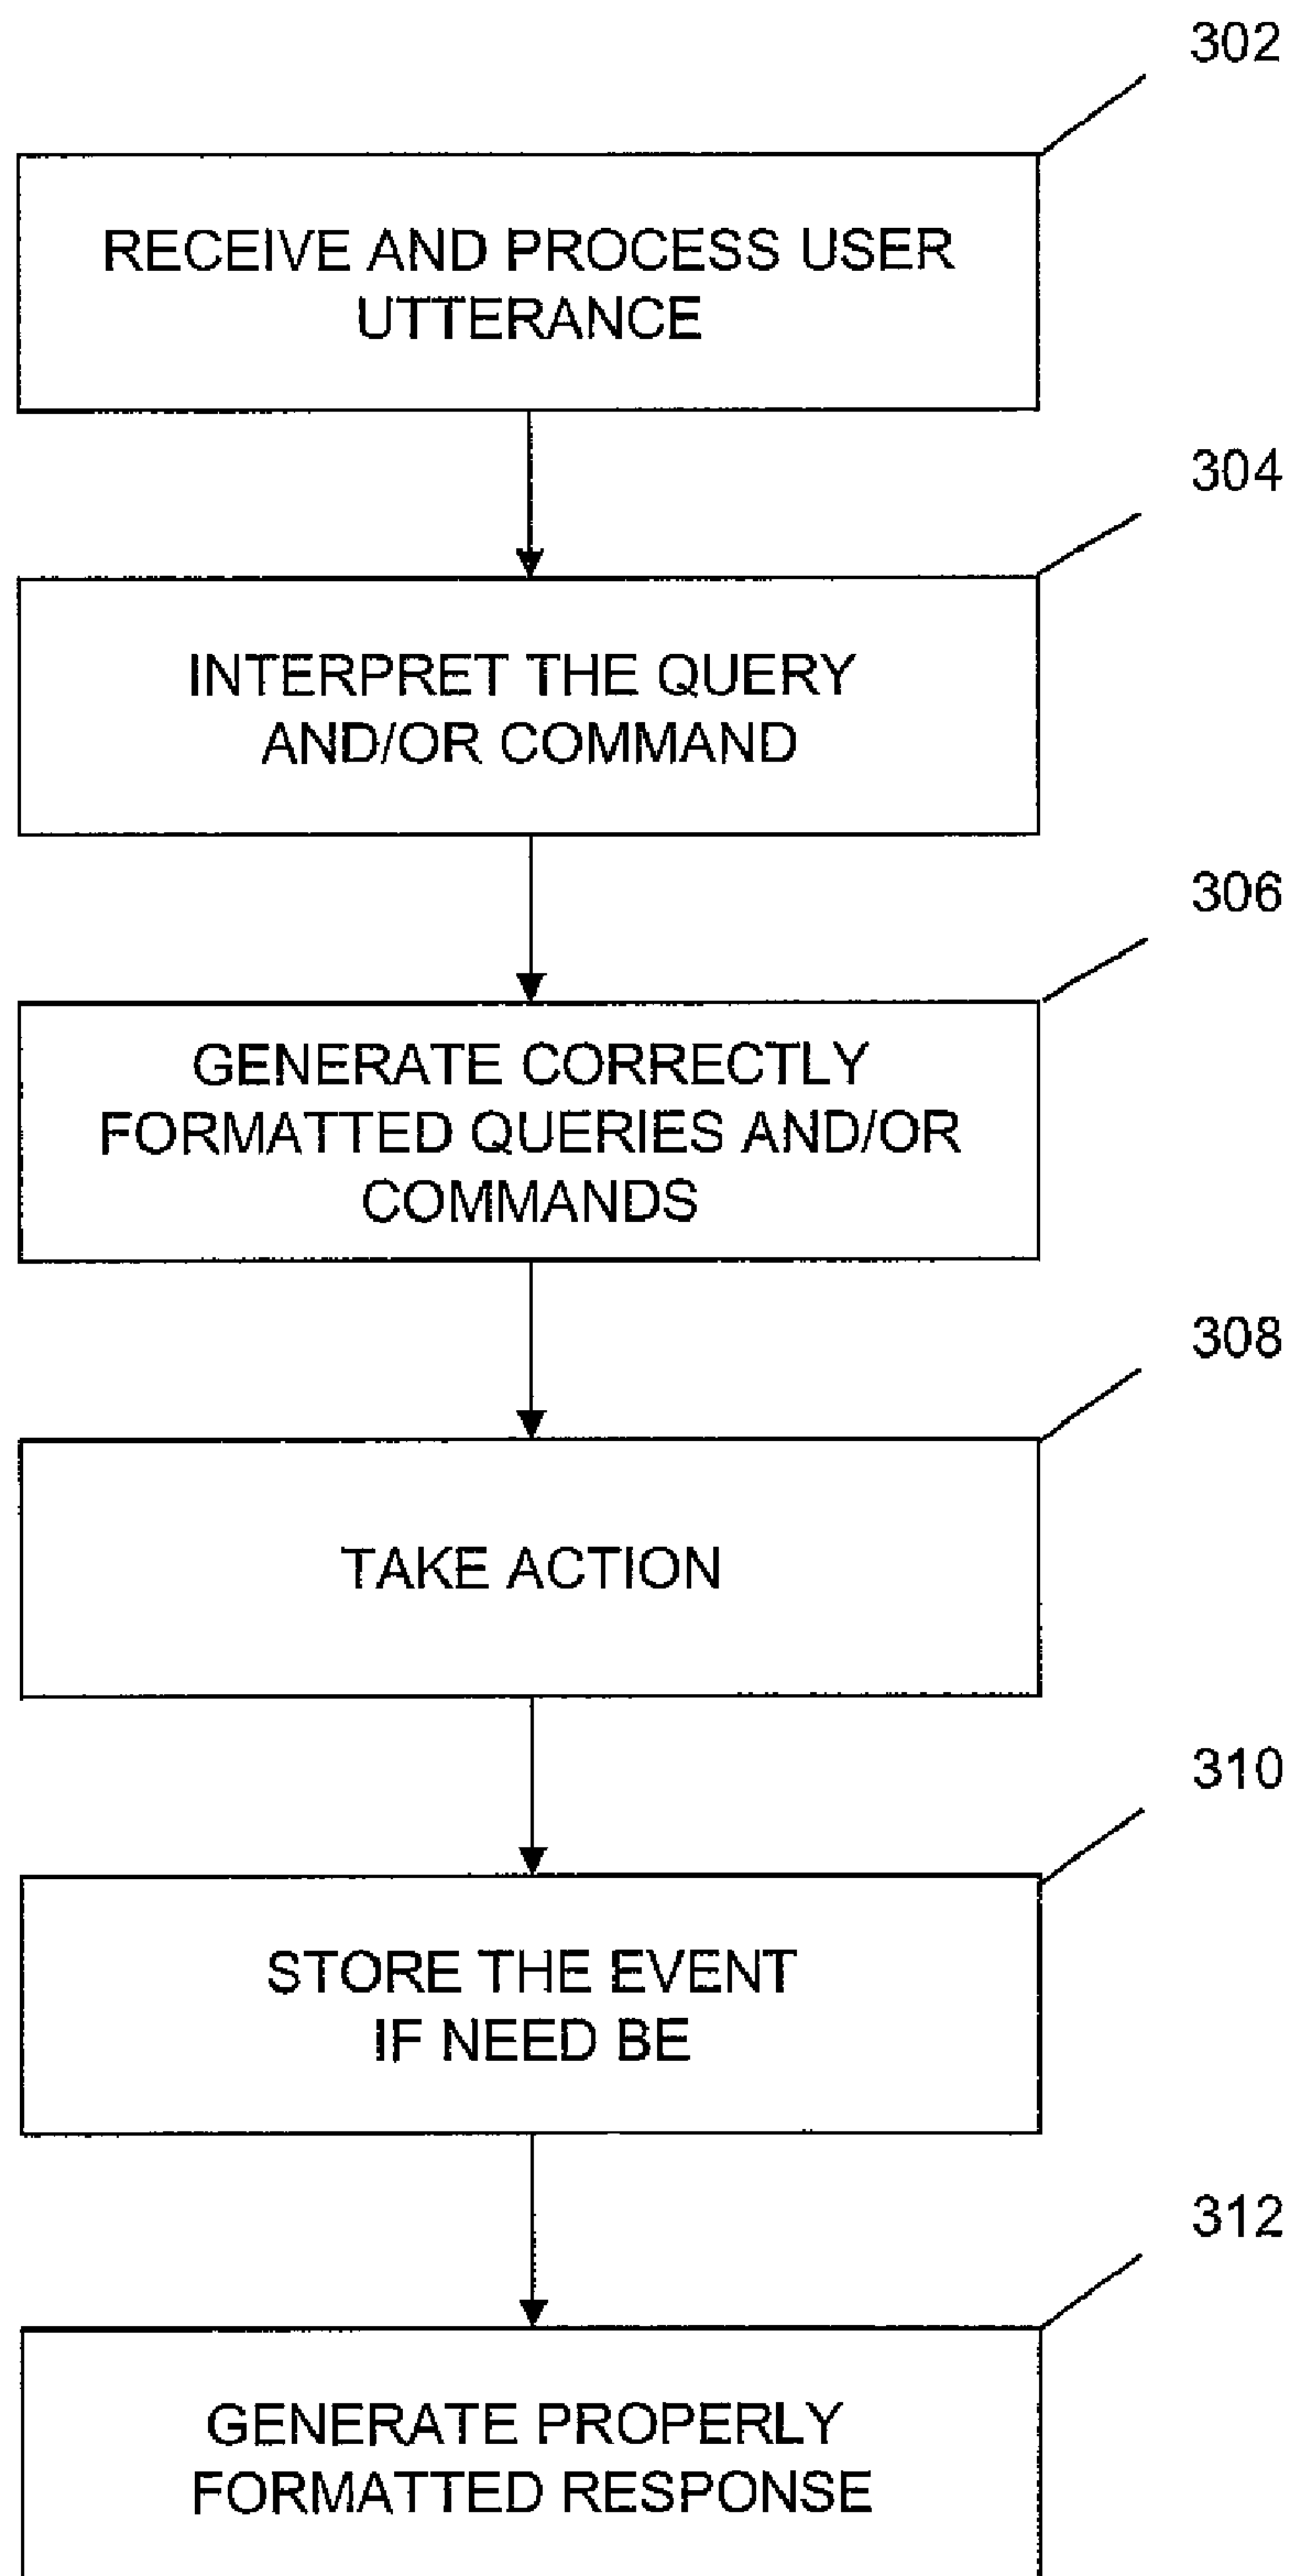 302
RECEIVE AND PROCESS USER
UTTERANCE
304
INTERPRET THE QUERY
AND/OR COMMAND
306
GENERATE CORRECTLY
FORMATTED QUERIES AND/OR
COMMANDS
308
TAKE ACTION
310
STORE THE EVENT
IF NEED BE
312
GENERATE PROPERLY
FORMATTED RESPONSE